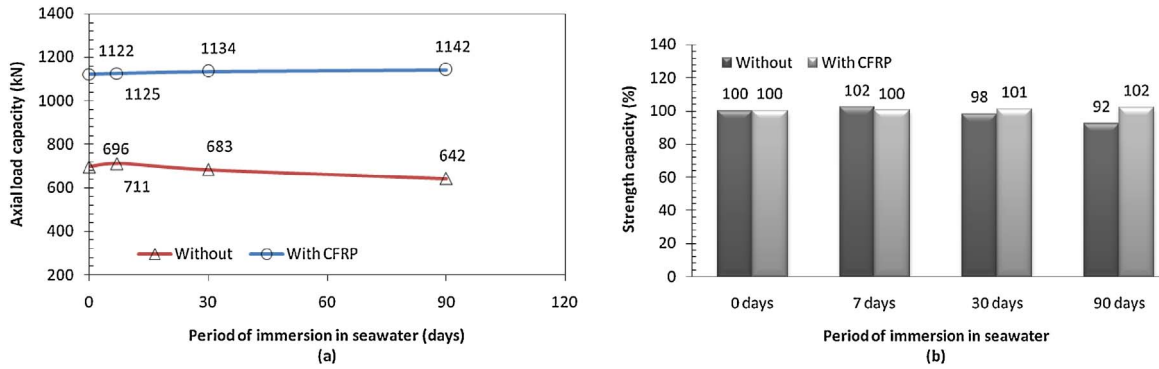 1400
1200
1000
800
600
400
200
Axial load capacity (kN)
1122
1134
1142
1125
696
683
642
711
Without
With CFRP
0
30
60
90
120
Period of immersion in seawater (days)
(a)
140
120
100
80
60
40
20
0
Strength capacity (%)
Without
With CFRP
100
100
102
100
98
101
92
102
0 days
7 days
30 days
90 days
Period of immersion in seawater
(b)